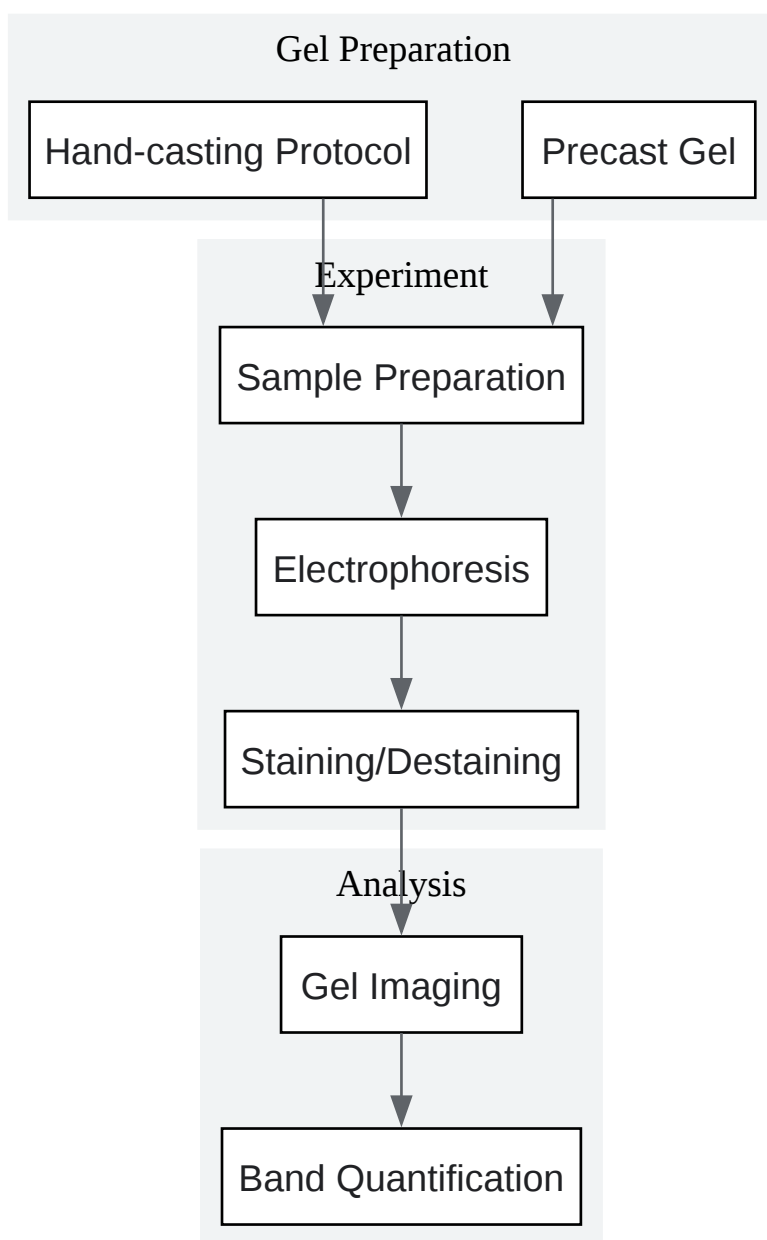 Gel Preparation
Hand-casting Protocol
Precast Gel
Experiment
Sample Preparation
Electrophoresis
Staining/Destaining
Analysis
Gel Imaging
Band Quantification